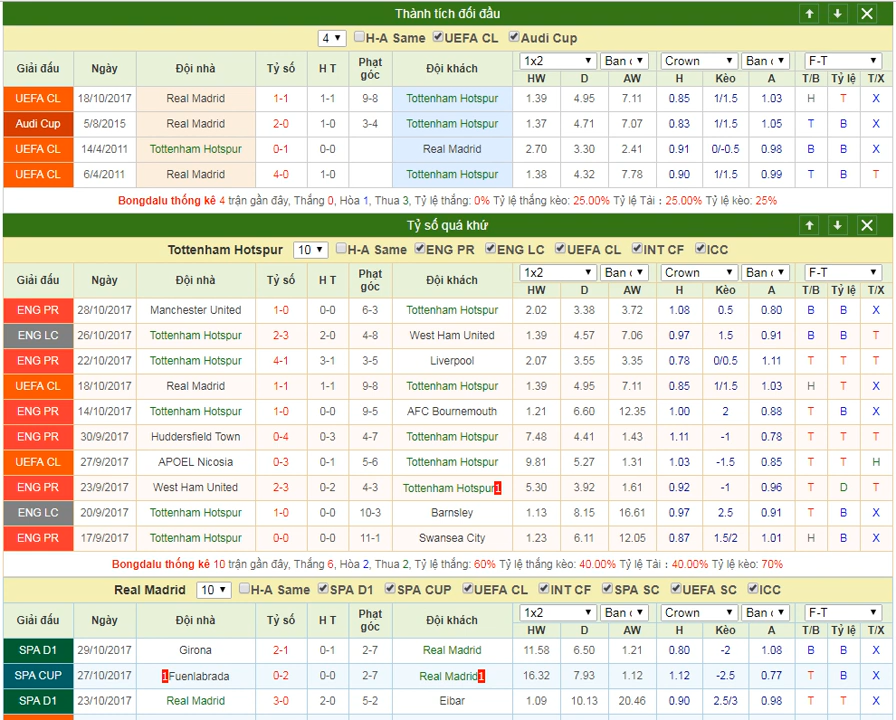 Thành tích đối đầu
4 H-A Same UEFA CL Audi Cup
Giải đấu Ngày Đội nhà Tỷ số H T Phạt góc Đội khách 1x2 Ban Crown Ban F-T
HW D AW H Kèo A T/B Tỷ lệ T/X
UEFA CL 18/10/2017 Real Madrid 1-1 1-1 9-8 Tottenham Hotspur 1.39 4.95 7.11 0.85 1/1.5 1.03 H T X
Audi Cup 5/8/2015 Real Madrid 2-0 1-0 3-4 Tottenham Hotspur 1.37 4.71 7.07 0.83 1/1.5 1.05 T B X
UEFA CL 14/4/2011 Tottenham Hotspur 0-1 0-0 Real Madrid 2.70 3.30 2.41 0.91 0/-0.5 0.98 B B X
UEFA CL 6/4/2011 Real Madrid 4-0 1-0 Tottenham Hotspur 1.38 4.32 7.78 0.90 1/1.5 0.99 T B T
Bongdalu thống kê 4 trận gần đây, Thắng 0, Hòa 1, Thua 3, Tỷ lệ thắng: 0% Tỷ lệ thắng kèo: 25.00% Tỷ lệ Tài : 25.00% Tỷ lệ kèo: 25%
Tỷ số quá khứ
Tottenham Hotspur 10 H-A Same ENG PR ENG LC UEFA CL INT CF ICC
Giải đấu Ngày Đội nhà Tỷ số H T Phạt góc Đội khách 1x2 Ban Crown Ban F-T
HW D AW H Kèo A T/B Tỷ lệ T/X
ENG PR 28/10/2017 Manchester United 1-0 0-0 6-3 Tottenham Hotspur 2.02 3.38 3.72 1.08 0.5 0.80 B B X
ENG LC 26/10/2017 Tottenham Hotspur 2-3 2-0 4-8 West Ham United 1.39 4.57 7.06 0.97 1.5 0.91 B B T
ENG PR 22/10/2017 Tottenham Hotspur 4-1 3-1 3-5 Liverpool 2.07 3.55 3.35 0.78 0/0.5 1.11 T T T
UEFA CL 18/10/2017 Real Madrid 1-1 1-1 9-8 Tottenham Hotspur 1.39 4.95 7.11 0.85 1/1.5 1.03 H T X
ENG PR 14/10/2017 Tottenham Hotspur 1-0 0-0 9-5 AFC Bournemouth 1.21 6.60 12.35 1.00 2 0.88 T B X
ENG PR 30/9/2017 Huddersfield Town 0-4 0-3 4-7 Tottenham Hotspur 7.48 4.41 1.43 1.11 -1 0.78 T T T
UEFA CL 27/9/2017 APOEL Nicosia 0-3 0-1 5-6 Tottenham Hotspur 9.81 5.27 1.31 1.03 -1.5 0.85 T T H
ENG PR 23/9/2017 West Ham United 2-3 0-2 4-3 Tottenham Hotspur 1 5.30 3.92 1.61 0.92 -1 0.96 T D T
ENG LC 20/9/2017 Tottenham Hotspur 1-0 0-0 10-3 Barnsley 1.13 8.15 16.61 0.97 2.5 0.91 T B X
ENG PR 17/9/2017 Tottenham Hotspur 0-0 0-0 11-1 Swansea City 1.23 6.11 12.05 0.87 1.5/2 1.01 H B X
Bongdalu thống kê 10 trận gần đây, Thắng 6, Hòa 2, Thua 2, Tỷ lệ thắng: 60% Tỷ lệ thắng kèo: 40.00% Tỷ lệ Tài : 40.00% Tỷ lệ kèo: 70%
Real Madrid 10 H-A Same SPA D1 SPA CUP UEFA CL INT CF SPA SC UEFA SC ICC
Giải đấu Ngày Đội nhà Tỷ số H T Phạt góc Đội khách 1x2 Ban Crown Ban F-T
HW D AW H Kèo A T/B Tỷ lệ T/X
SPA D1 29/10/2017 Girona 2-1 0-1 2-7 Real Madrid 11.58 6.50 1.21 0.80 -2 1.08 B B X
SPA CUP 27/10/2017 1 Fuenlabrada 0-2 0-0 2-7 Real Madrid 1 16.32 7.93 1.12 1.12 -2.5 0.77 T B X
SPA D1 23/10/2017 Real Madrid 3-0 2-0 5-2 Eibar 1.09 10.13 20.46 0.90 2.5/3 0.98 T T X